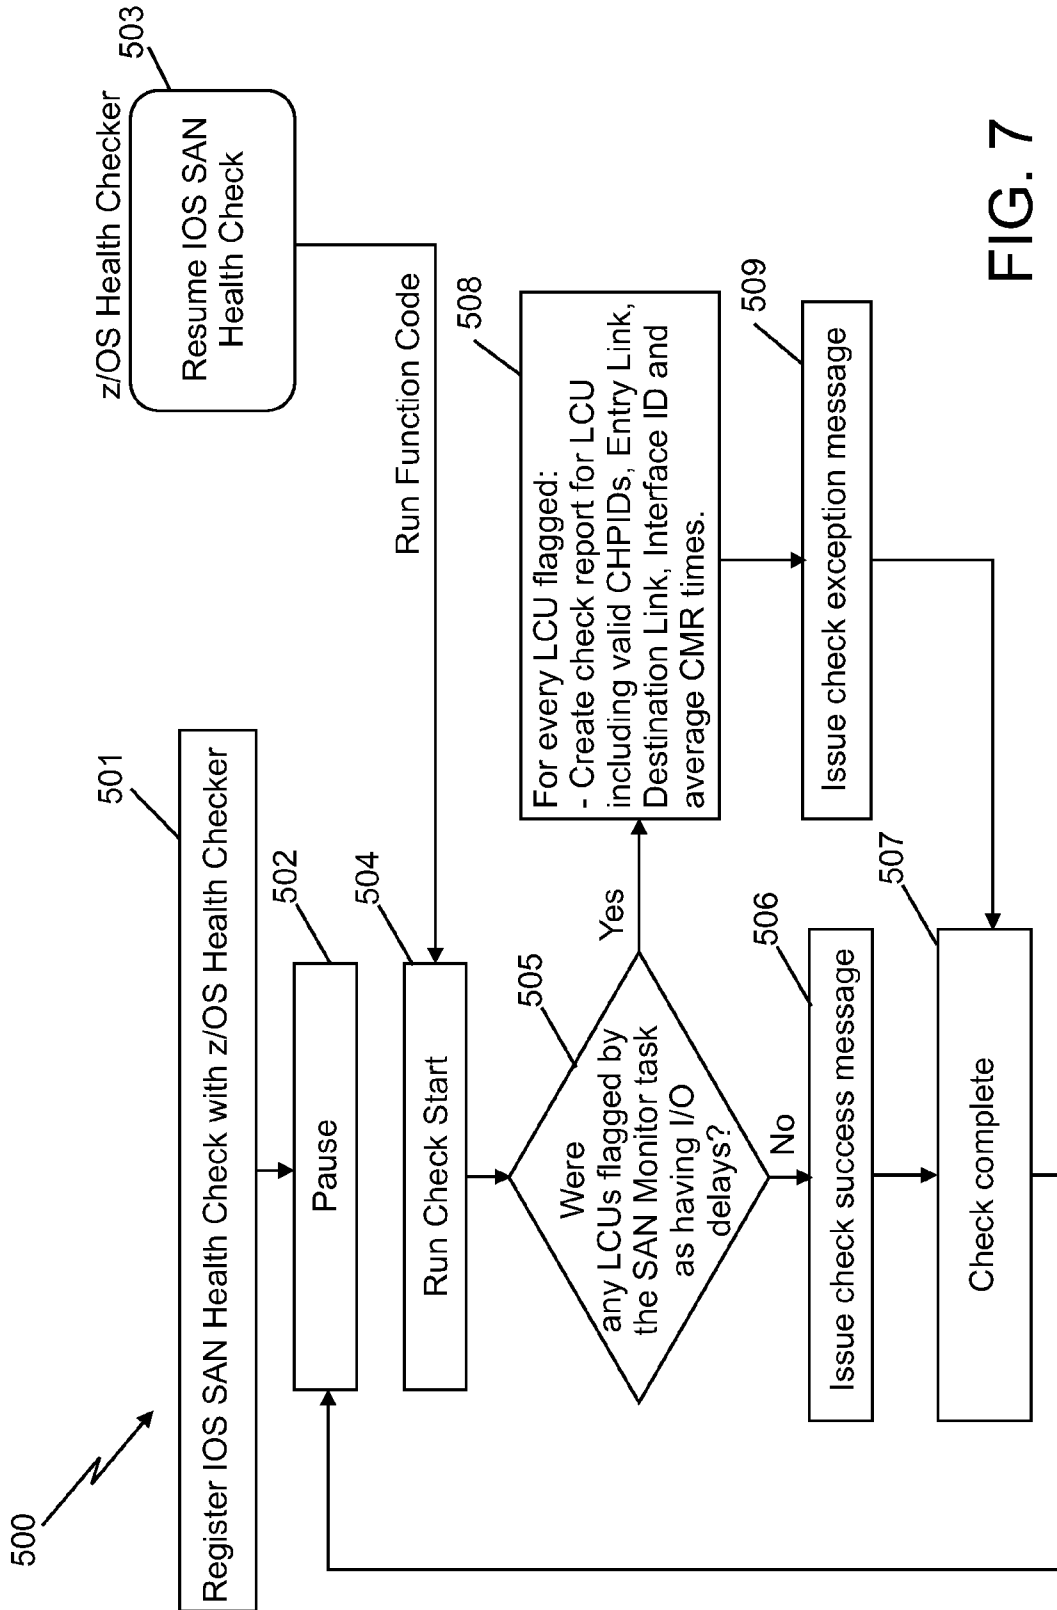 500
Register IOS SAN Health Check with z/OS Health Checker
501
z/OS Health Checker
503
Resume IOS SAN
Health Check
Pause
502
Run Function Code
Run Check Start
504
Were
any LCUs flagged by
the SAN Monitor task
as having I/O
delays?
505
Yes
No
508
For every LCU flagged:
- Create check report for LCU
including valid CHPIDs, Entry Link,
Destination Link, Interface ID and
average CMR times.
Issue check success message
506
Issue check exception message
509
Check complete
507
FIG. 7